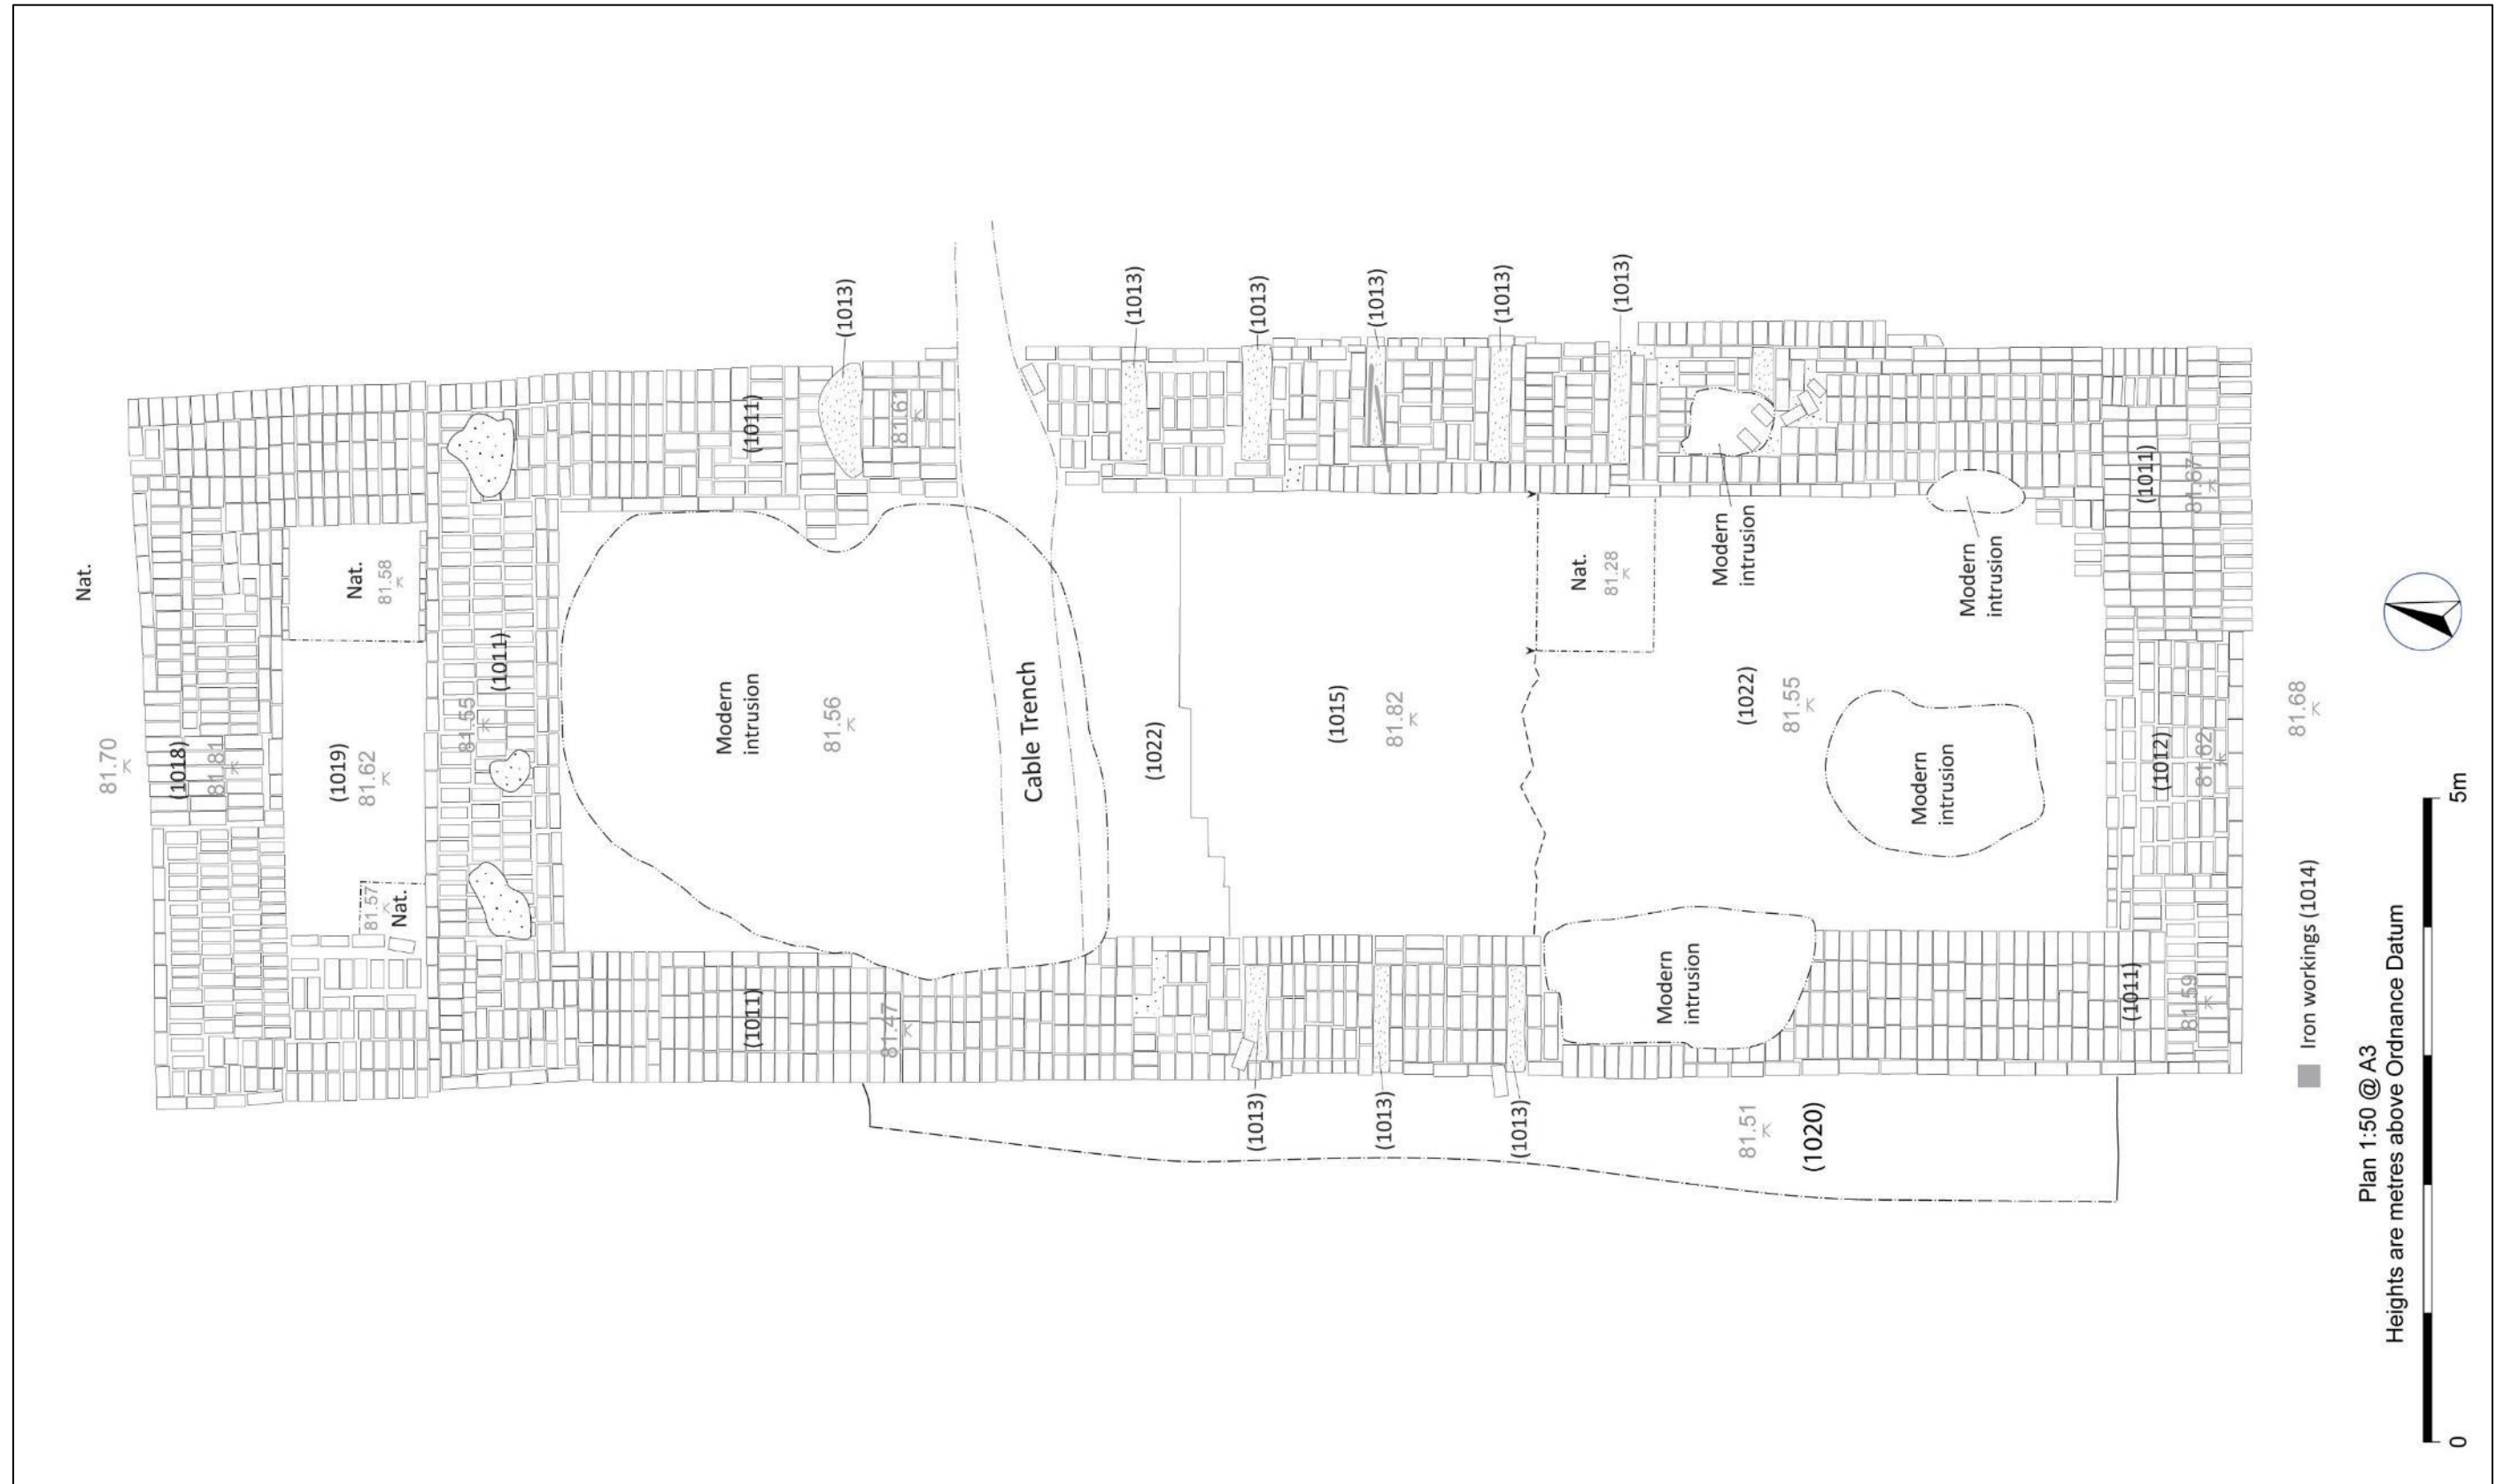 Nat.
81.70
(1018)
81.81
(1019)
81.62
Nat.
81.58
81.57
Nat.
81.55
(1011)
Modern
intrusion
81.56
(1011)
(1011)
81.47
(1013)
81.61
Cable Trench
(1022)
(1013)
(1013)
(1013)
(1015)
81.82
(1013)
(1013)
(1013)
(1013)
(1013)
Nat.
81.28
Modern
intrusion
Modern
intrusion
(1022)
81.55
81.51
(1020)
Modern
intrusion
Modern
intrusion
(1011)
(1012)
(1011)
81.59
81.62
81.67
81.68
Iron workings (1014)
Plan 1:50 @ A3
Heights are metres above Ordnance Datum
0 5m